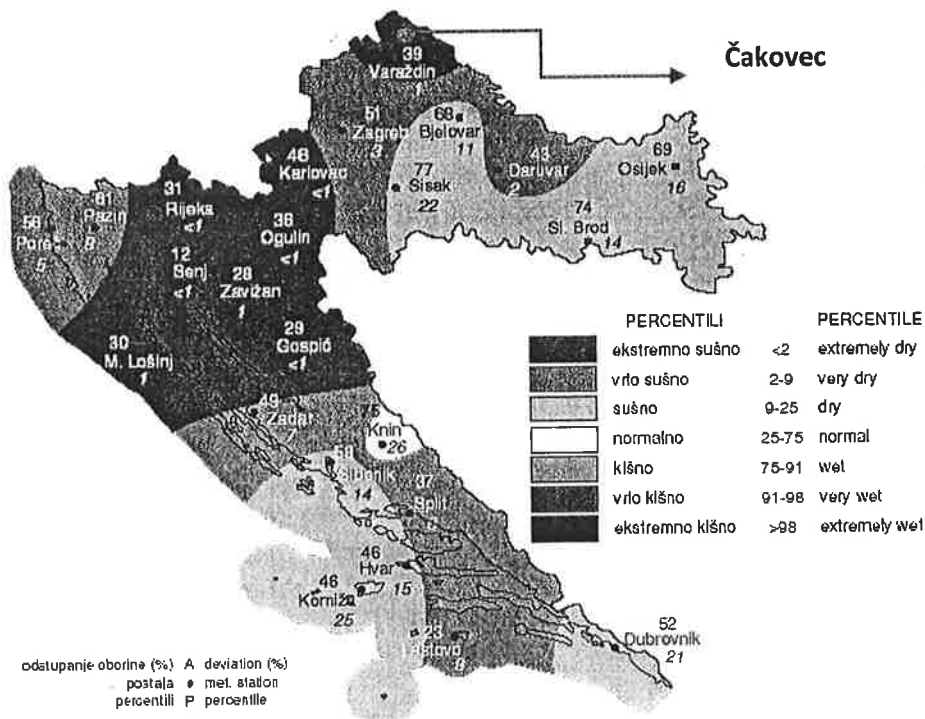 Čakovec
39
Varaždin
1
51
Zagreb
3
68
Bjelovar
11
43
Daruvar
2
69
Osijek
16
77
Sisak
22
74
Sl. Brod
14
46
Karlovac
<1
31
Rijeka
<1
36
Ogulin
<1
61
Pazin
8
56
Poreč
5
12
Senj
<1
28
Zavižan
1
29
Gospić
<1
30
M. Lošinj
1
49
Zadar
7
75
Knin
26
58
Šibenik
14
37
Split
46
Hvar
15
46
Komiža
25
23
Lastovo
8
52
Dubrovnik
21
PERCENTILI PERCENTILE
ekstremno sušno <2 extremely dry
vrlo sušno 2-9 very dry
sušno 9-25 dry
normalno 25-75 normal
kišno 75-91 wet
vrlo kišno 91-98 very wet
ekstremno kišno >98 extremely wet
odstupanje oborine (%) A deviation (%)
postaja met. station
percentili P percentile